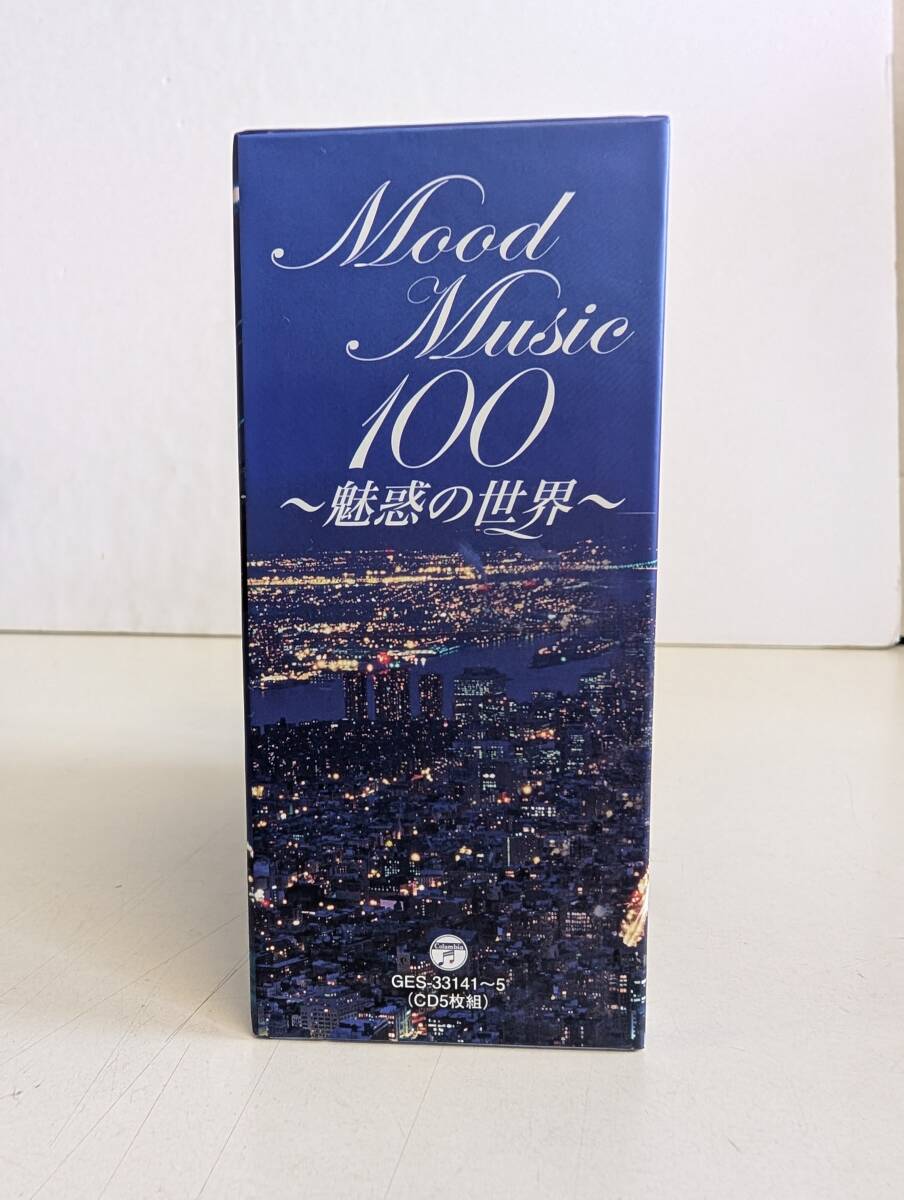 Mood
Music
100
～魅惑の世界～
Columbia
GES-33141～5
（CD5枚組）